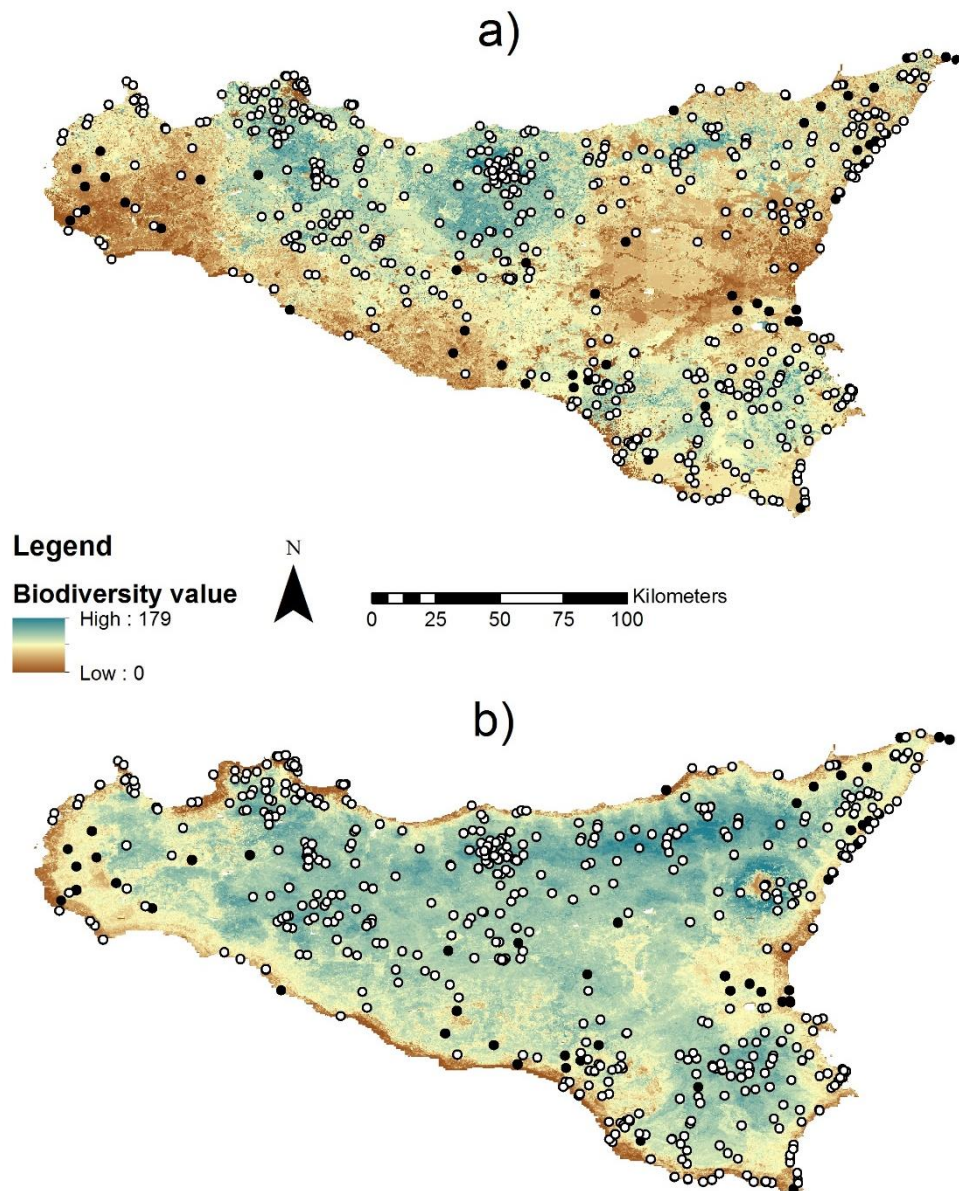 a)
Legend
N
Biodiversity value
High : 179
Low : 0
Kilometers
0 25 50 75 100
b)